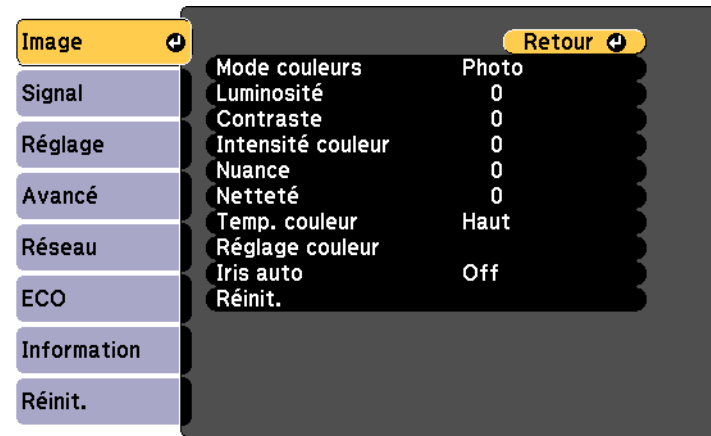 Image
Signal
Réglage
Avancé
Réseau
ECO
Information
Réinit.
Retour
Mode couleurs Photo
Luminosité 0
Contraste 0
Intensité couleur 0
Nuance 0
Netteté 0
Temp. couleur Haut
Réglage couleur
Iris auto Off
Réinit.